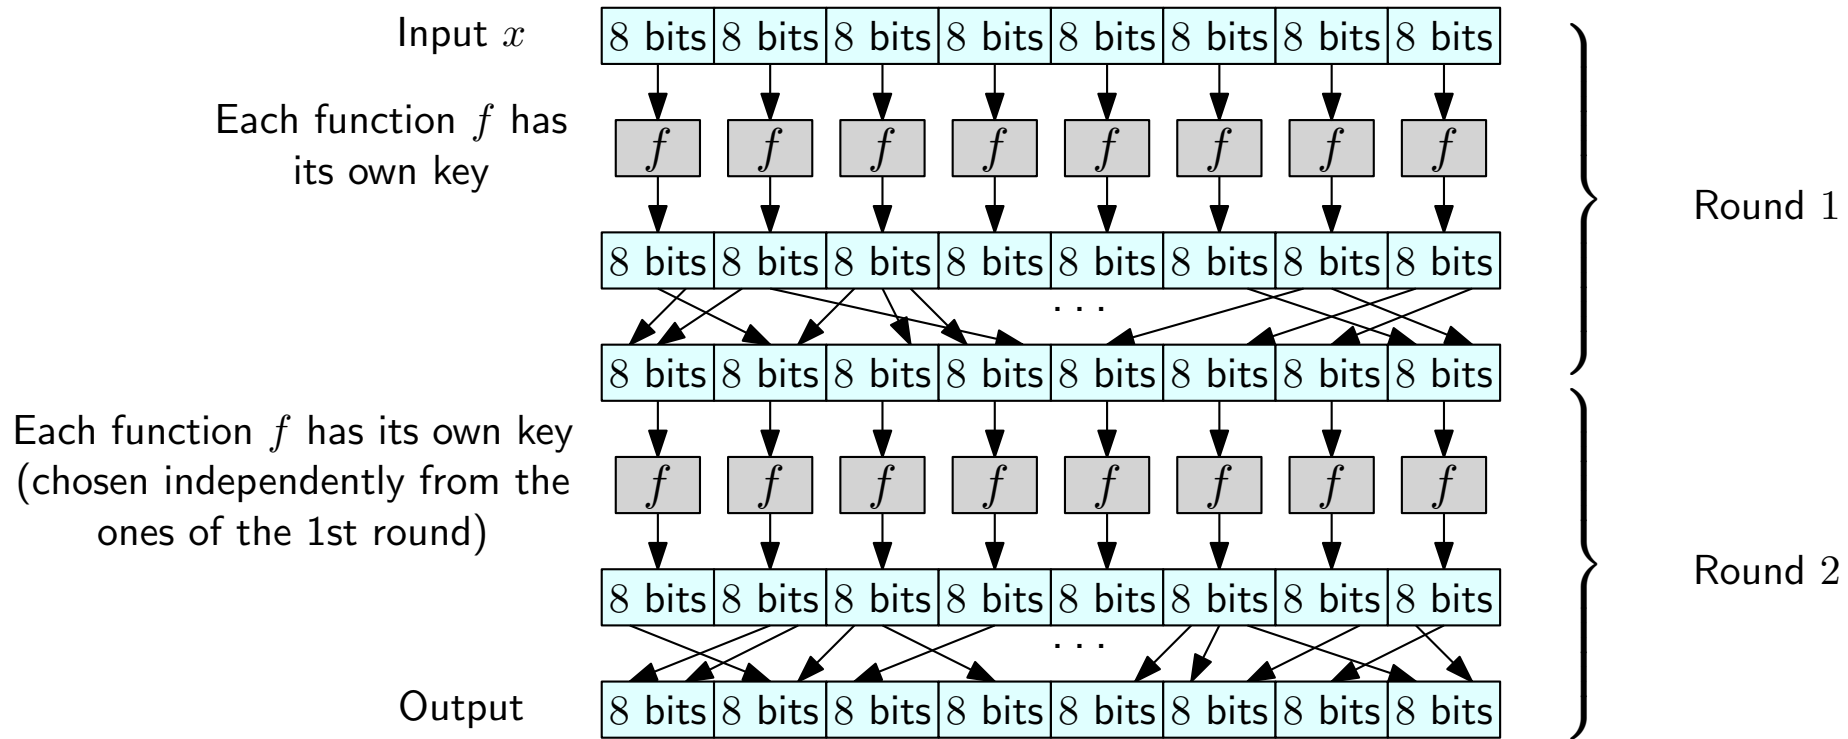 Input x
8 bits 8 bits 8 bits 8 bits 8 bits 8 bits 8 bits 8 bits
Each function f has
its own key
f f f f f f f f
Round 1
8 bits 8 bits 8 bits 8 bits 8 bits 8 bits 8 bits 8 bits
. . .
8 bits 8 bits 8 bits 8 bits 8 bits 8 bits 8 bits 8 bits
Each function f has its own key
(chosen independently from the
ones of the 1st round)
f f f f f f f f
Round 2
8 bits 8 bits 8 bits 8 bits 8 bits 8 bits 8 bits 8 bits
. . .
Output
8 bits 8 bits 8 bits 8 bits 8 bits 8 bits 8 bits 8 bits